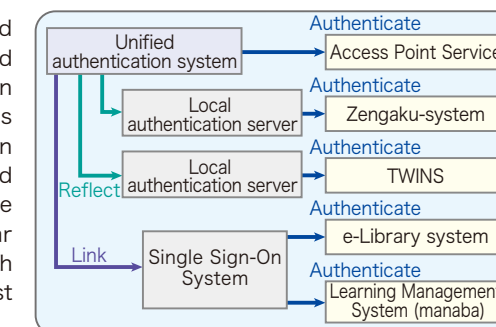 Authenticate
Unified
authentication system
Access Point Service
Authenticate
Local
authentication server
Zengaku-system
Authenticate
Local
authentication server
TWINS
Reflect
Authenticate
e-Library system
Link
Single Sign-On
System
Authenticate
Learning Management
System (manaba)